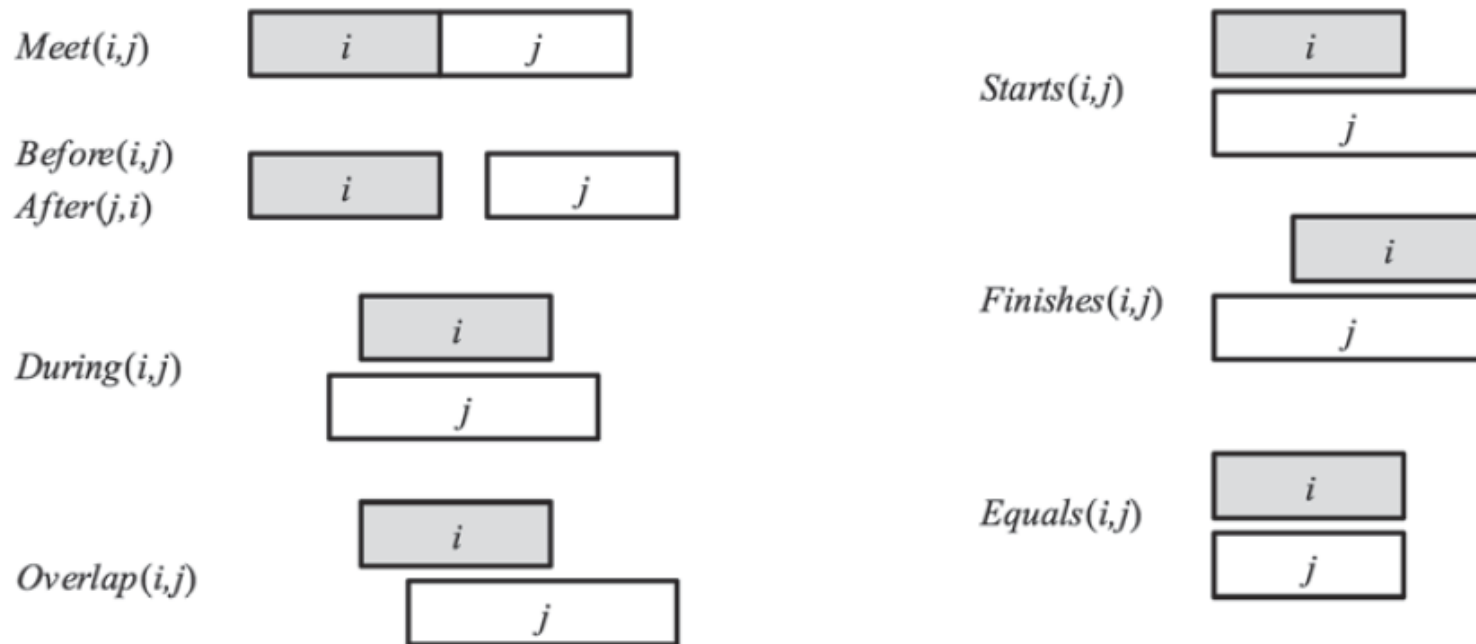 Meet(i,j)
i
j
Before(i,j)
After(j,i)
i
j
During(i,j)
i
j
Overlap(i,j)
i
j
Starts(i,j)
i
j
Finishes(i,j)
i
j
Equals(i,j)
i
j